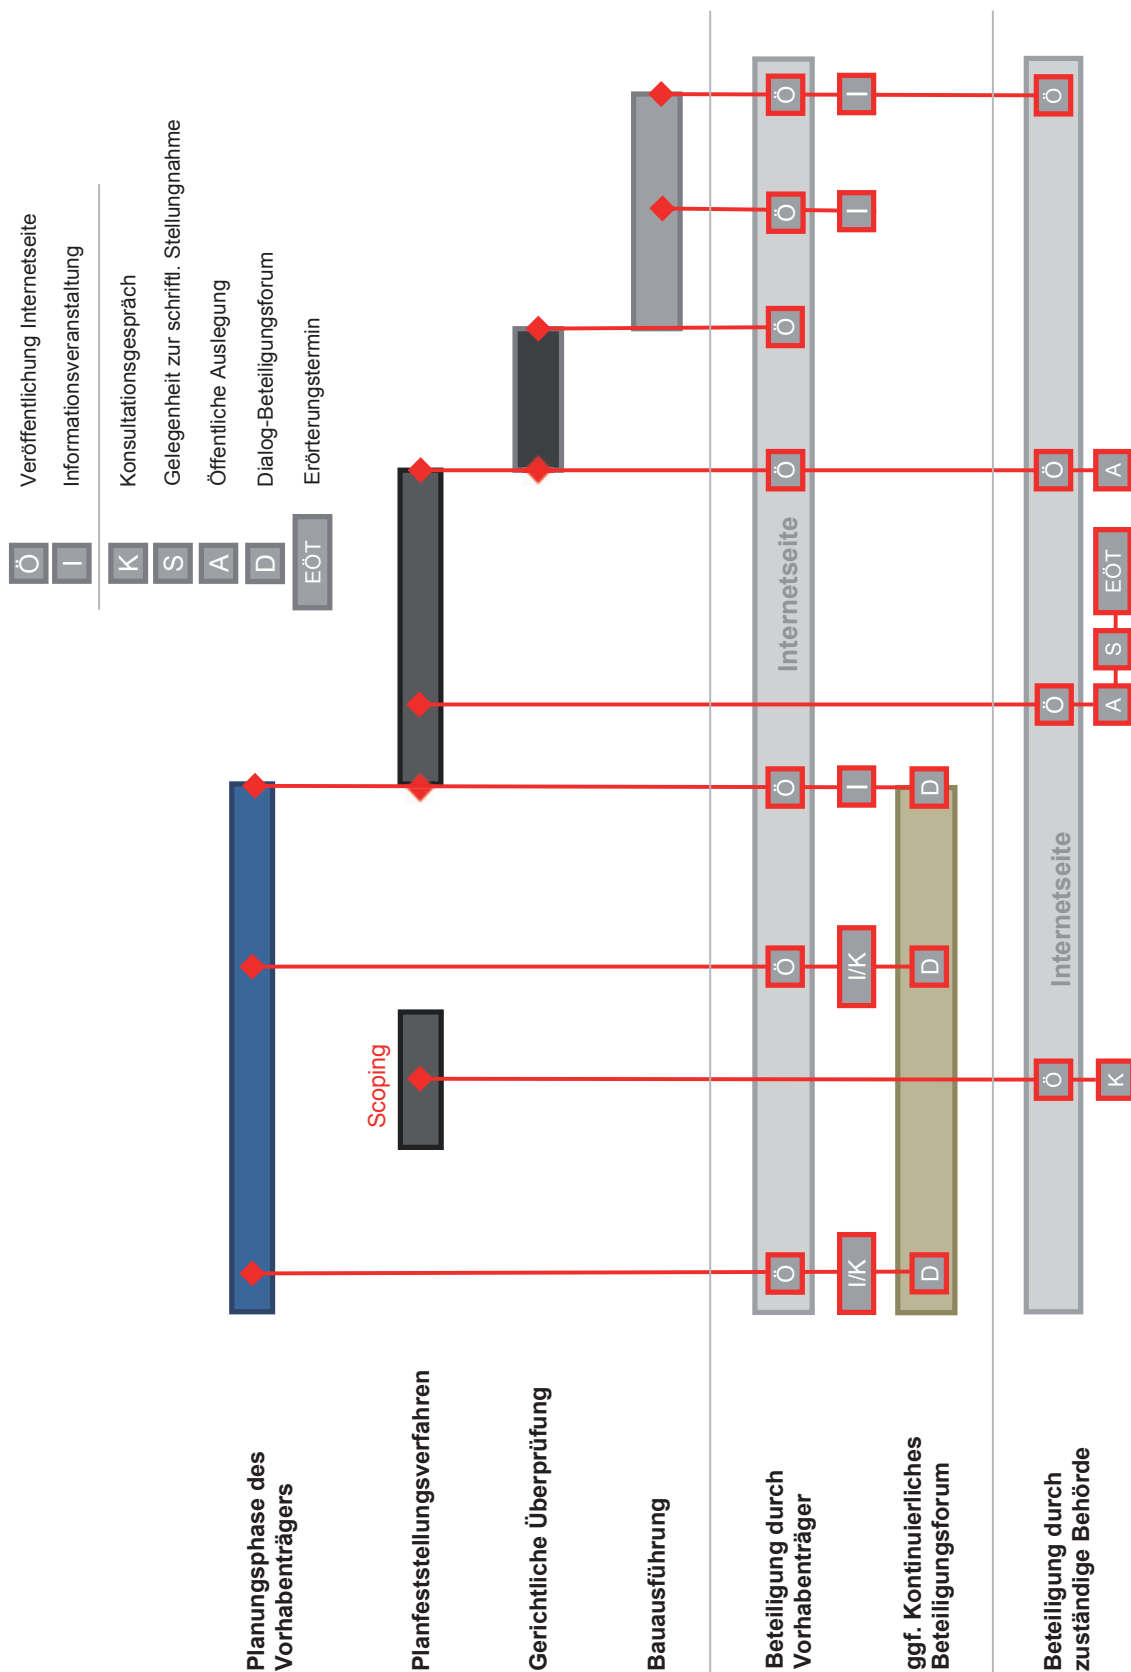 Ö Veröffentlichung Internetseite
I Informationsveranstaltung
K Konsultationsgespräch
S Gelegenheit zur schriftl. Stellungnahme
A Öffentliche Auslegung
D Dialog-Beteiligungsforum
EÖT Erörterungstermin
Planungsphase des
Vorhabenträgers
Scoping
Planfeststellungsverfahren
Gerichtliche Überprüfung
Bauausführung
Beteiligung durch
Vorhabenträger
Ö Ö Ö Internetseite Ö Ö Ö Ö
I/K I/K I I I
ggf. Kontinuierliches
Beteiligungsforum
D D D
Beteiligung durch
zuständige Behörde
Ö Internetseite Ö Ö Ö
K A S EÖT A